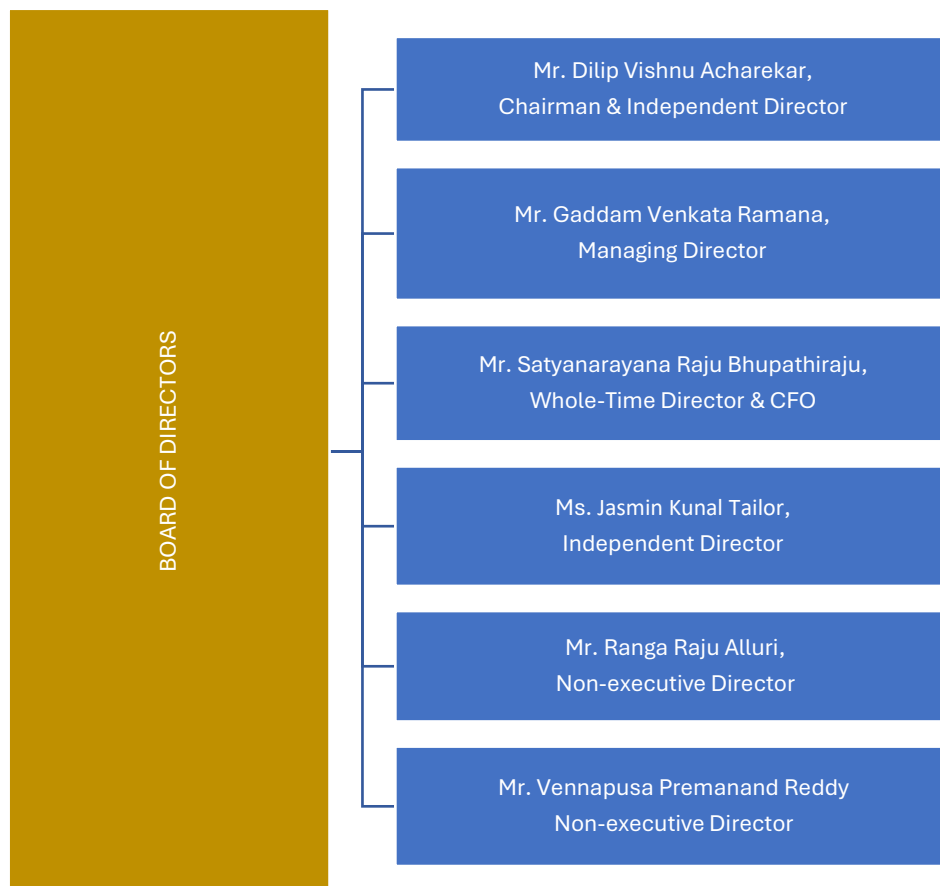 BOARD OF DIRECTORS
Mr. Dilip Vishnu Acharekar,
Chairman & Independent Director
Mr. Gaddam Venkata Ramana,
Managing Director
Mr. Satyanarayana Raju Bhupathiraju,
Whole-Time Director & CFO
Ms. Jasmin Kunal Tailor,
Independent Director
Mr. Ranga Raju Alluri,
Non-executive Director
Mr. Vennapusa Premanand Reddy
Non-executive Director